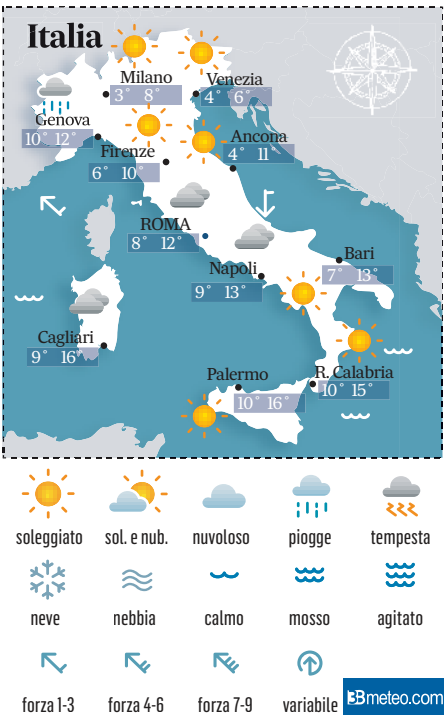 Italia
Milano
3° 8°
Venezia
4° 6°
Genova
10° 12°
Ancona
4° 11°
Firenze
6° 10°
ROMA
8° 12°
Bari
7° 13°
Napoli
9° 13°
Cagliari
9° 16°
Palermo
10° 16°
R. Calabria
10° 15°
soleggiato sol. e nub. nuvoloso piogge tempesta
neve nebbia calmo mosso agitato
forza 1-3 forza 4-6 forza 7-9 variabile
3Bmeteo.com